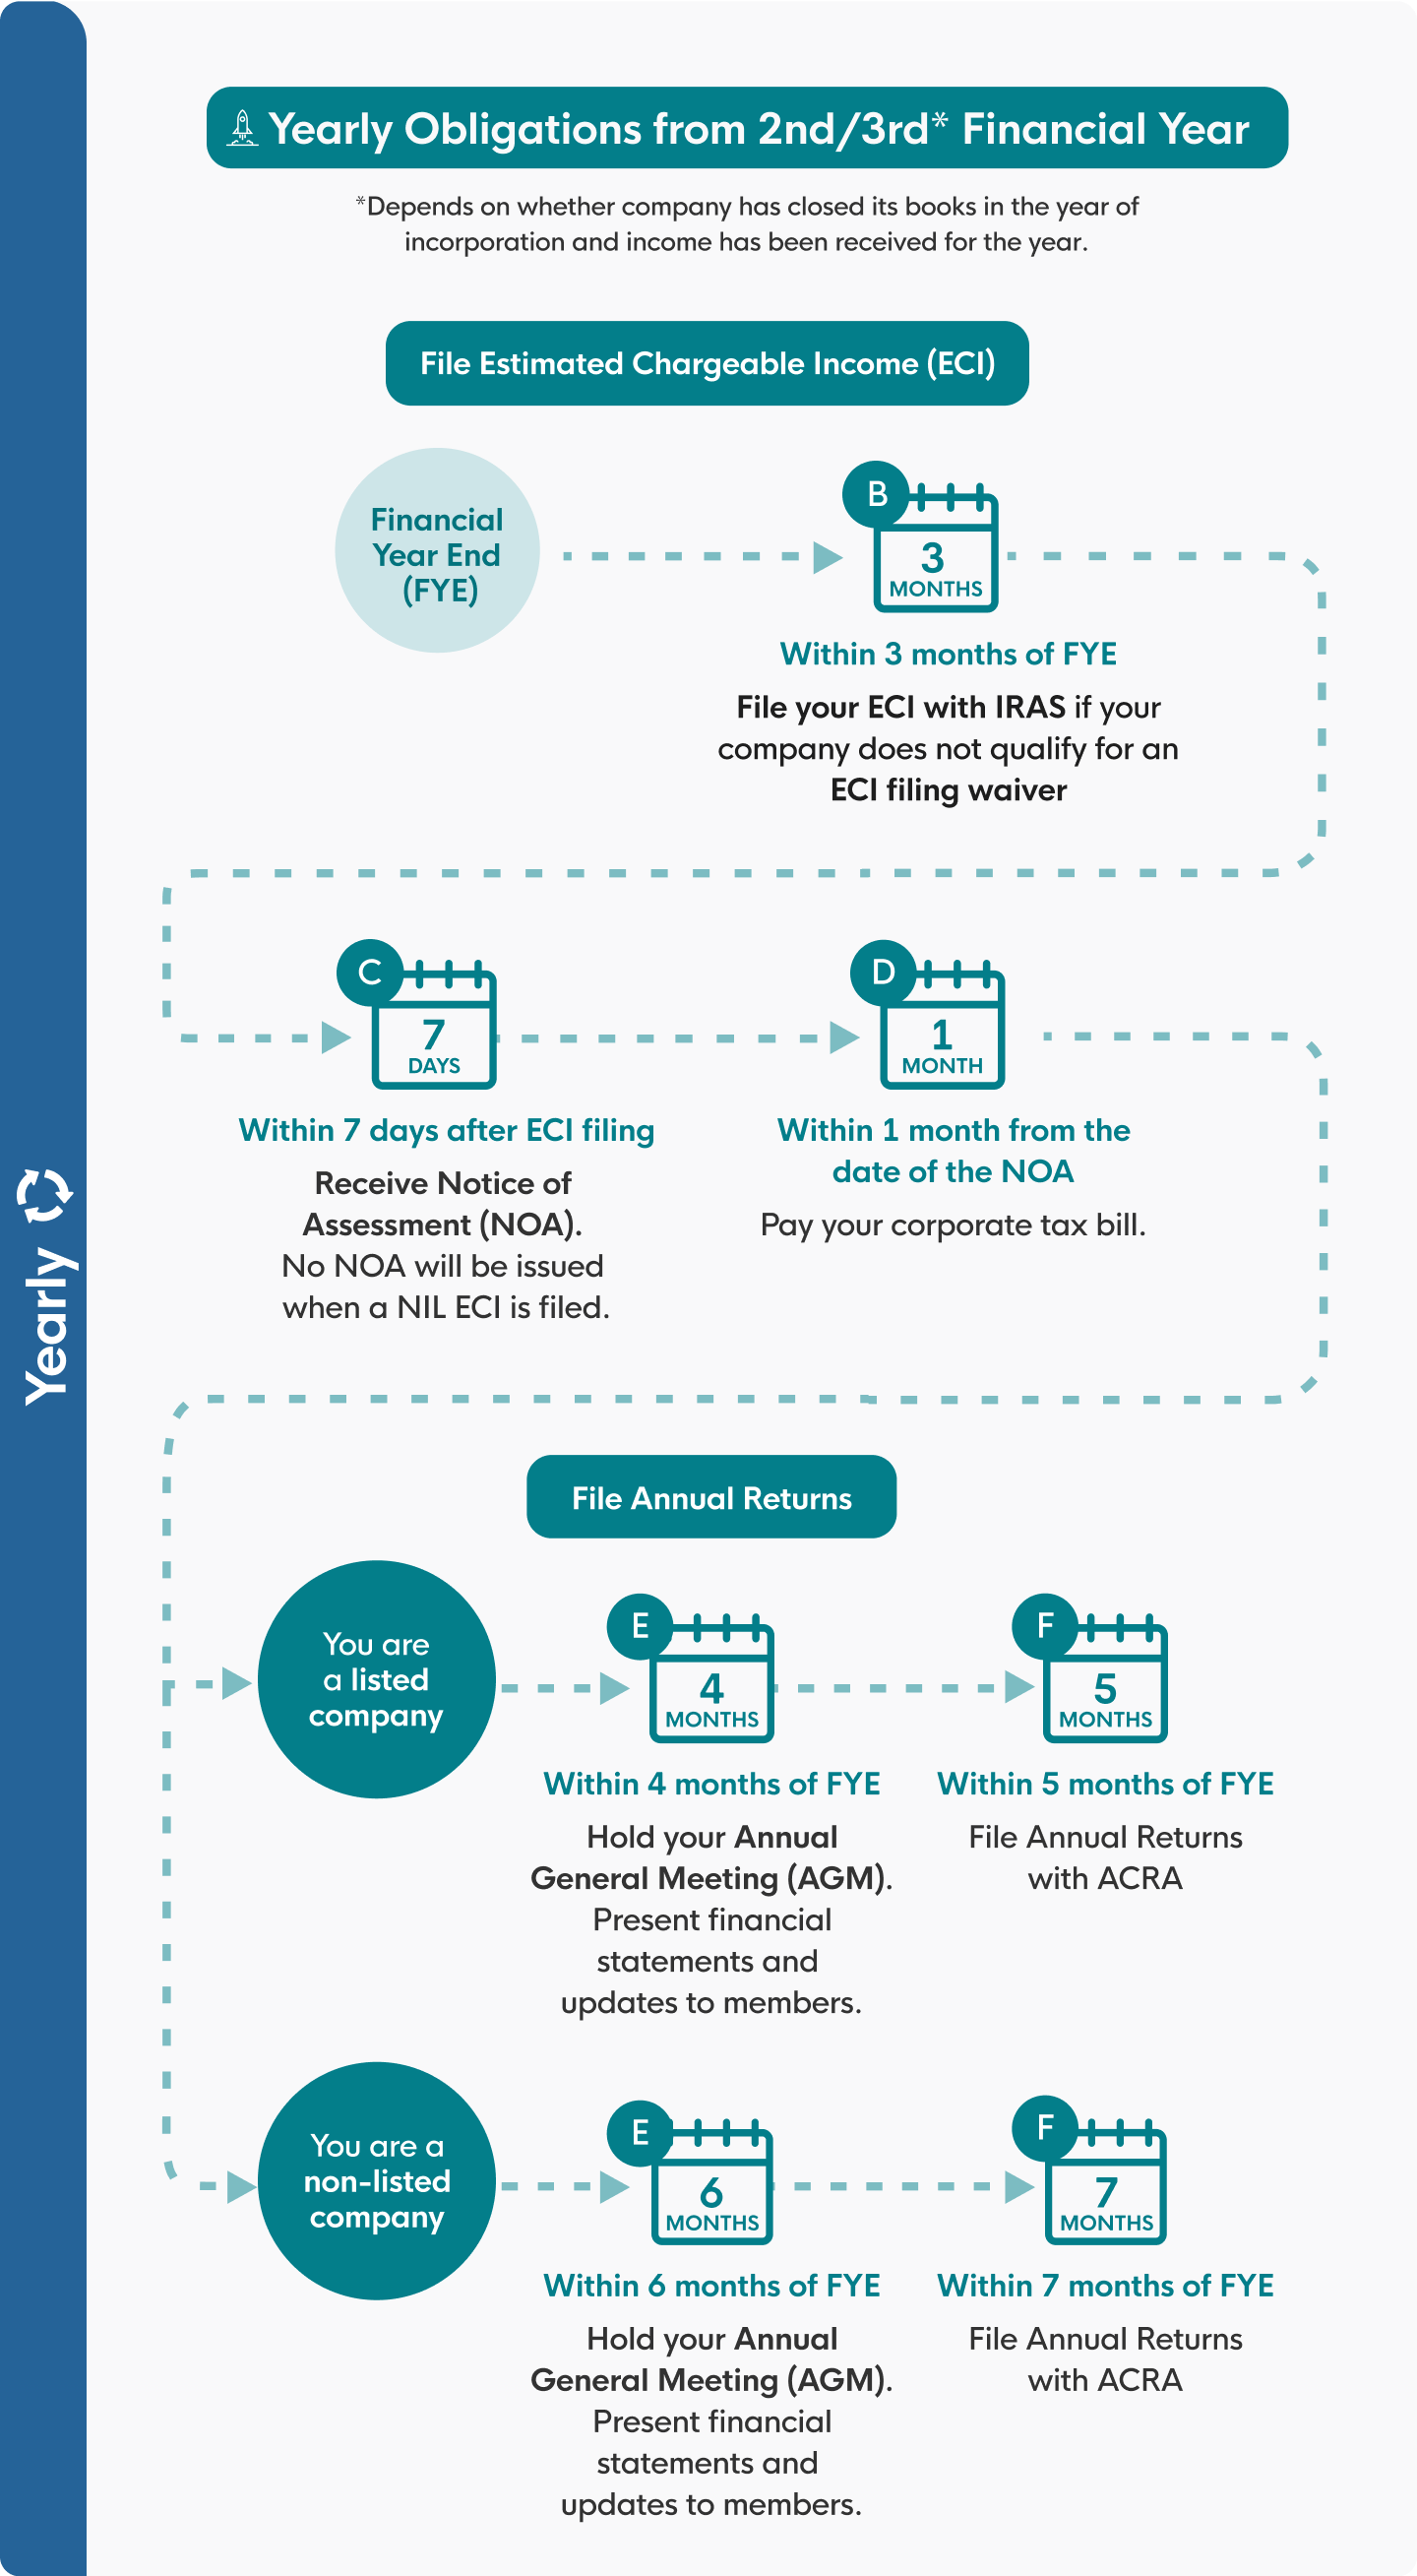 Yearly Obligations from 2nd/3rd* Financial Year
*Depends on whether company has closed its books in the year of
incorporation and income has been received for the year.
File Estimated Chargeable Income (ECI)
Financial
Year End
(FYE)
B
3
MONTHS
Within 3 months of FYE
File your ECI with IRAS if your
company does not qualify for an
ECI filing waiver
C
7
DAYS
Within 7 days after ECI filing
Receive Notice of
Assessment (NOA).
No NOA will be issued
when a NIL ECI is filed.
D
1
MONTH
Within 1 month from the
date of the NOA
Pay your corporate tax bill.
Yearly
File Annual Returns
You are
a listed
company
E
4
MONTHS
Within 4 months of FYE
Hold your Annual
General Meeting (AGM).
Present financial
statements and
updates to members.
F
5
MONTHS
Within 5 months of FYE
File Annual Returns
with ACRA
You are a
non-listed
company
E
6
MONTHS
Within 6 months of FYE
Hold your Annual
General Meeting (AGM).
Present financial
statements and
updates to members.
F
7
MONTHS
Within 7 months of FYE
File Annual Returns
with ACRA